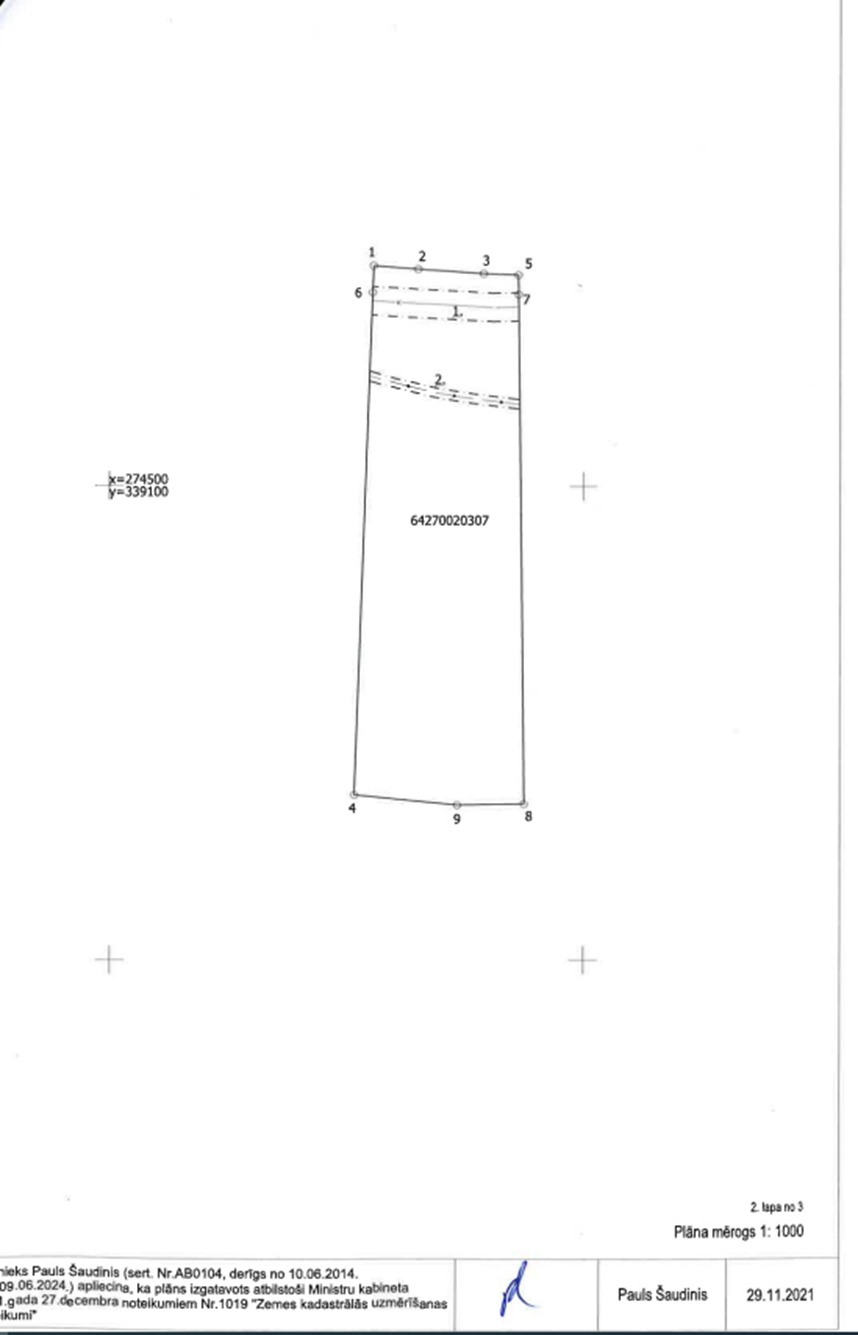 1 2 3 5
6 7
1.
2.
x=274500
y=339100
64270020307
4 9 8
2. lapa no 3
Plāna mērogs 1: 1000
nieks Pauls Šaudinis (sert. Nr.AB0104, derīgs no 10.06.2014.
09.06.2024.) apliecina, ka plāns izgatavots atbilstoši Ministru kabineta
1.gada 27.decembra noteikumiem Nr.1019 "Zemes kadastrālās uzmērīšanas
ikumi"
Pauls Šaudinis
29.11.2021